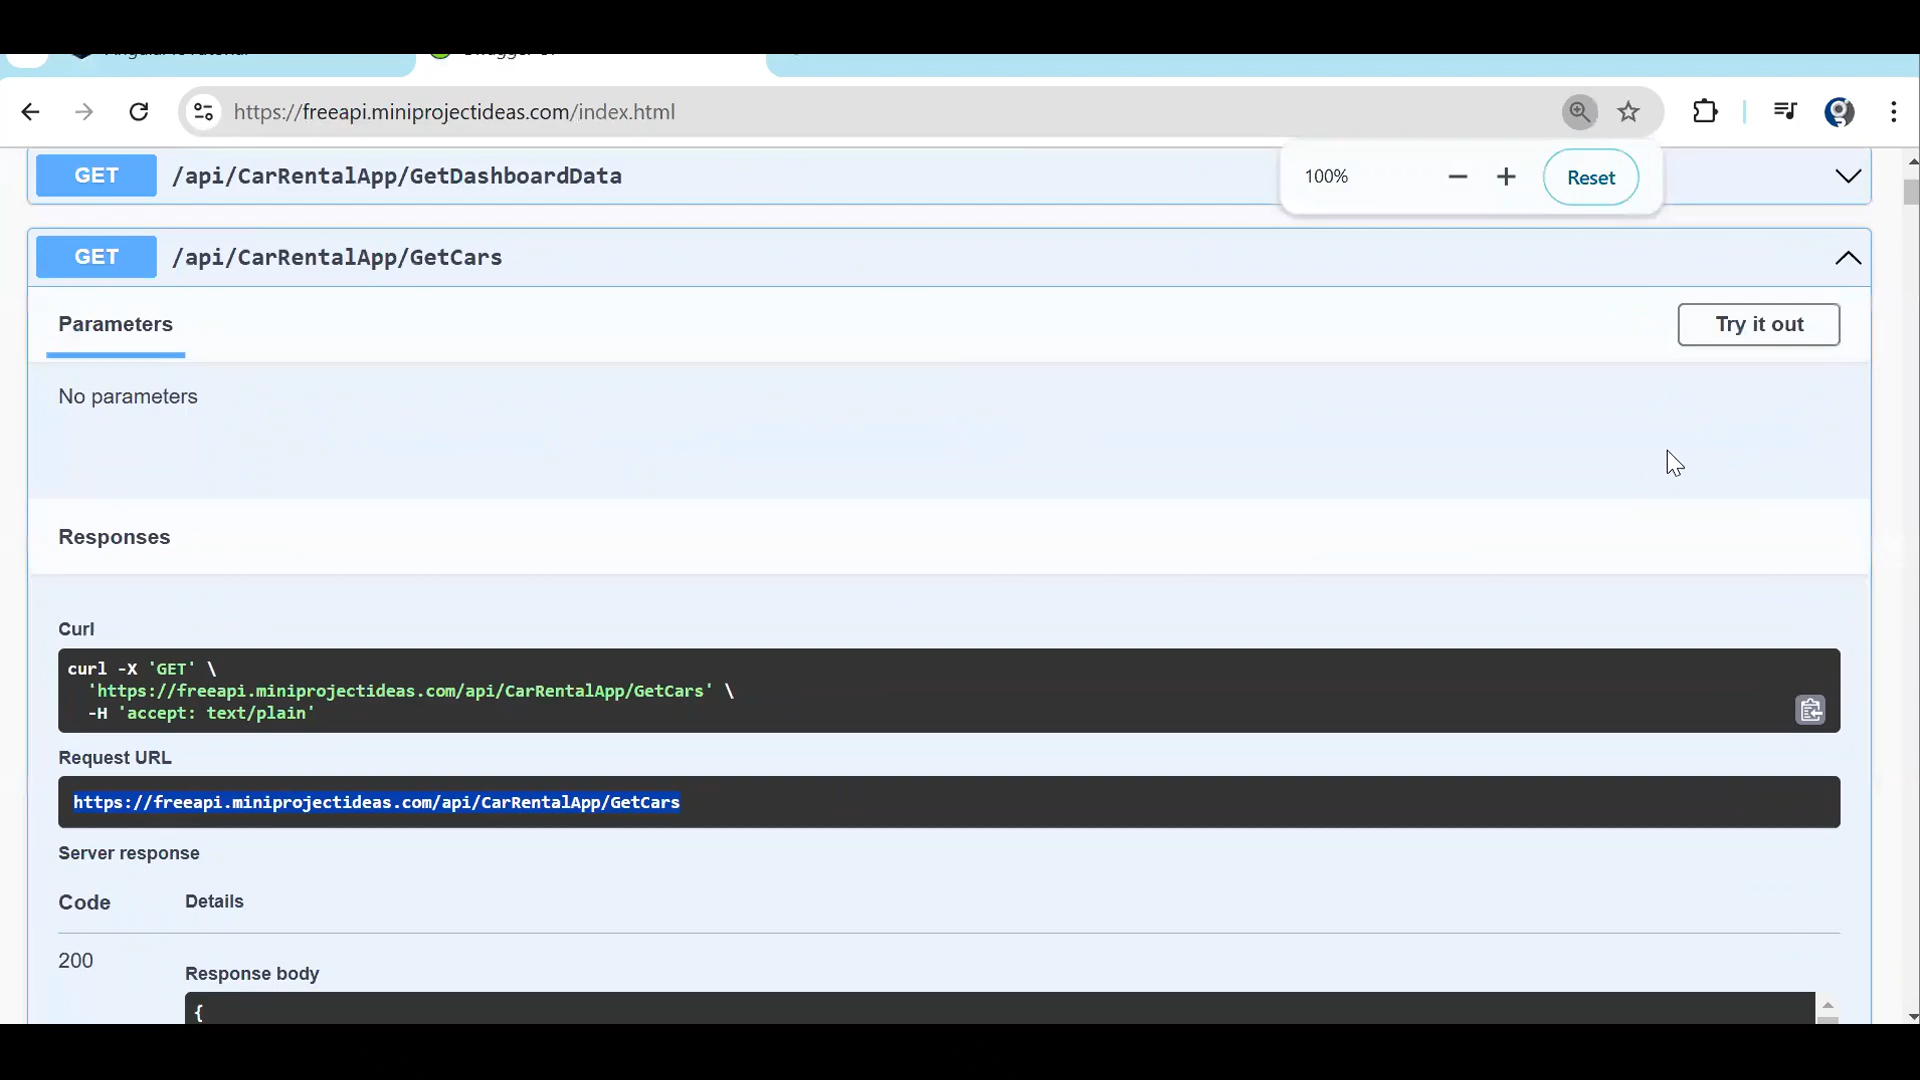 https://freeapi.miniprojectideas.com/index.html
GET /api/CarRentalApp/GetDashboardData
100% − + Reset
GET /api/CarRentalApp/GetCars
Parameters
Try it out
No parameters
Responses
Curl
curl -X 'GET' \
'https://freeapi.miniprojectideas.com/api/CarRentalApp/GetCars' \
-H 'accept: text/plain'
Request URL
https://freeapi.miniprojectideas.com/api/CarRentalApp/GetCars
Server response
Code Details
200
Response body
{